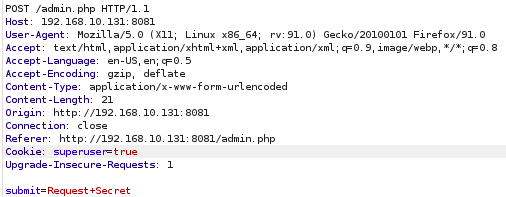 POST /admin.php HTTP/1.1
Host: 192.168.10.131:8081
User-Agent: Mozilla/5.0 (X11; Linux x86_64; rv:91.0) Gecko/20100101 Firefox/91.0
Accept: text/html,application/xhtml+xml,application/xml;q=0.9,image/webp,*/*;q=0.8
Accept-Language: en-US,en;q=0.5
Accept-Encoding: gzip, deflate
Content-Type: application/x-www-form-urlencoded
Content-Length: 21
Origin: http://192.168.10.131:8081
Connection: close
Referer: http://192.168.10.131:8081/admin.php
Cookie: superuser=true
Upgrade-Insecure-Requests: 1

submit=Request+Secret